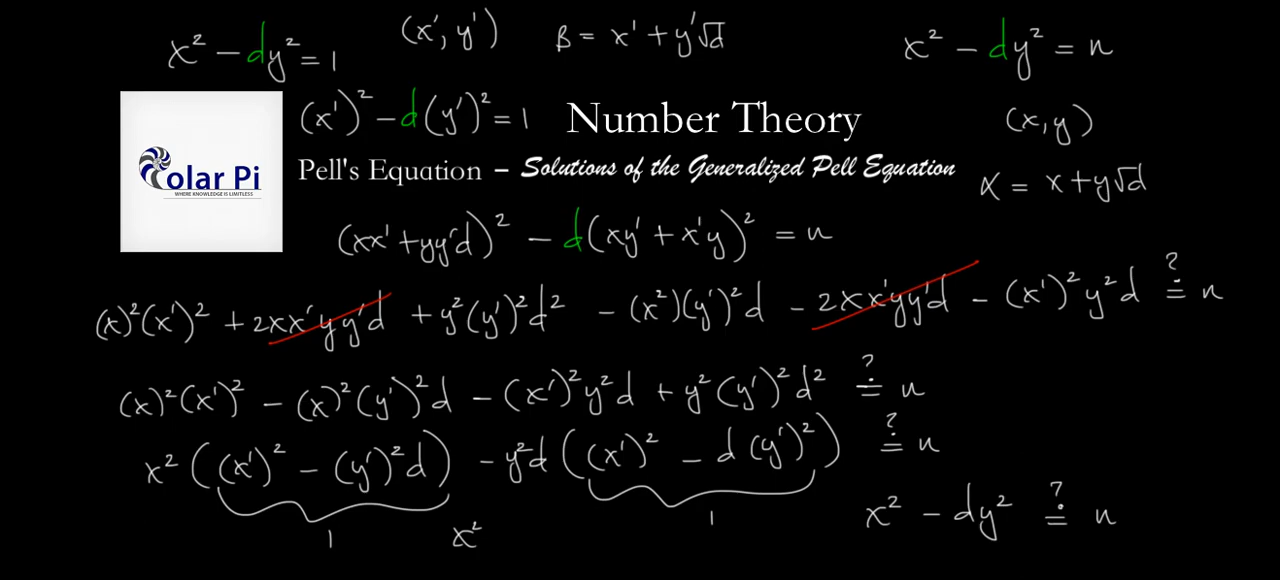 x² − dy² = 1 (x′, y′) β = x′ + y′√d x² − dy² = n
(x′)² − d(y′)² = 1 Number Theory (x, y)
olar Pi
WHERE KNOWLEDGE IS LIMITLESS
Pell's Equation – Solutions of the Generalized Pell Equation α = x + y√d
(xx′ + yy′d)² − d(xy′ + x′y)² = n
(x)²(x′)² + 2xx′yy′d + y²(y′)²d² − (x²)(y′)²d − 2xx′yy′d − (x′)²y²d ≟ n
(x)²(x′)² − (x)²(y′)²d − (x′)²y²d + y²(y′)²d² ≟ n
x²((x′)² − (y′)²d) − y²d((x′)² − d(y′)²) ≟ n
1 x² 1 x² − dy² ≟ n